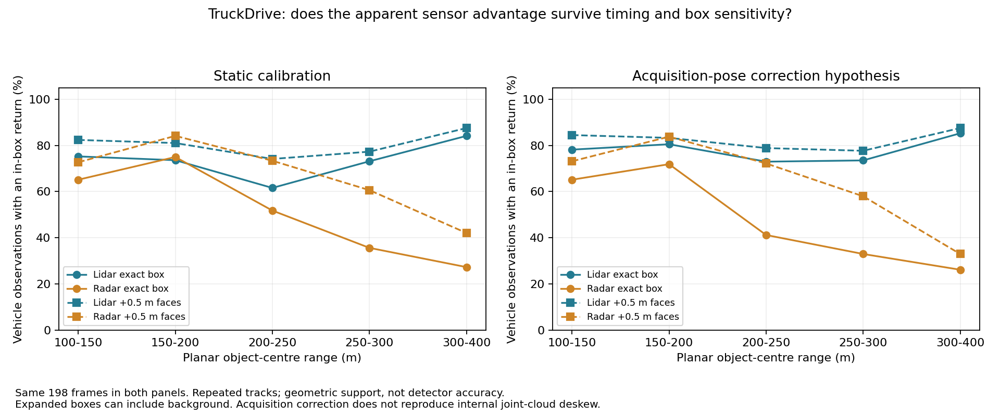 TruckDrive: does the apparent sensor advantage survive timing and box sensitivity?
Static calibration
Vehicle observations with an in-box return (%)
100
80
60
40
20
0
Lidar exact box
Radar exact box
Lidar +0.5 m faces
Radar +0.5 m faces
100-150 150-200 200-250 250-300 300-400
Planar object-centre range (m)
Acquisition-pose correction hypothesis
Vehicle observations with an in-box return (%)
100
80
60
40
20
0
Lidar exact box
Radar exact box
Lidar +0.5 m faces
Radar +0.5 m faces
100-150 150-200 200-250 250-300 300-400
Planar object-centre range (m)
Same 198 frames in both panels. Repeated tracks; geometric support, not detector accuracy.
Expanded boxes can include background. Acquisition correction does not reproduce internal joint-cloud deskew.